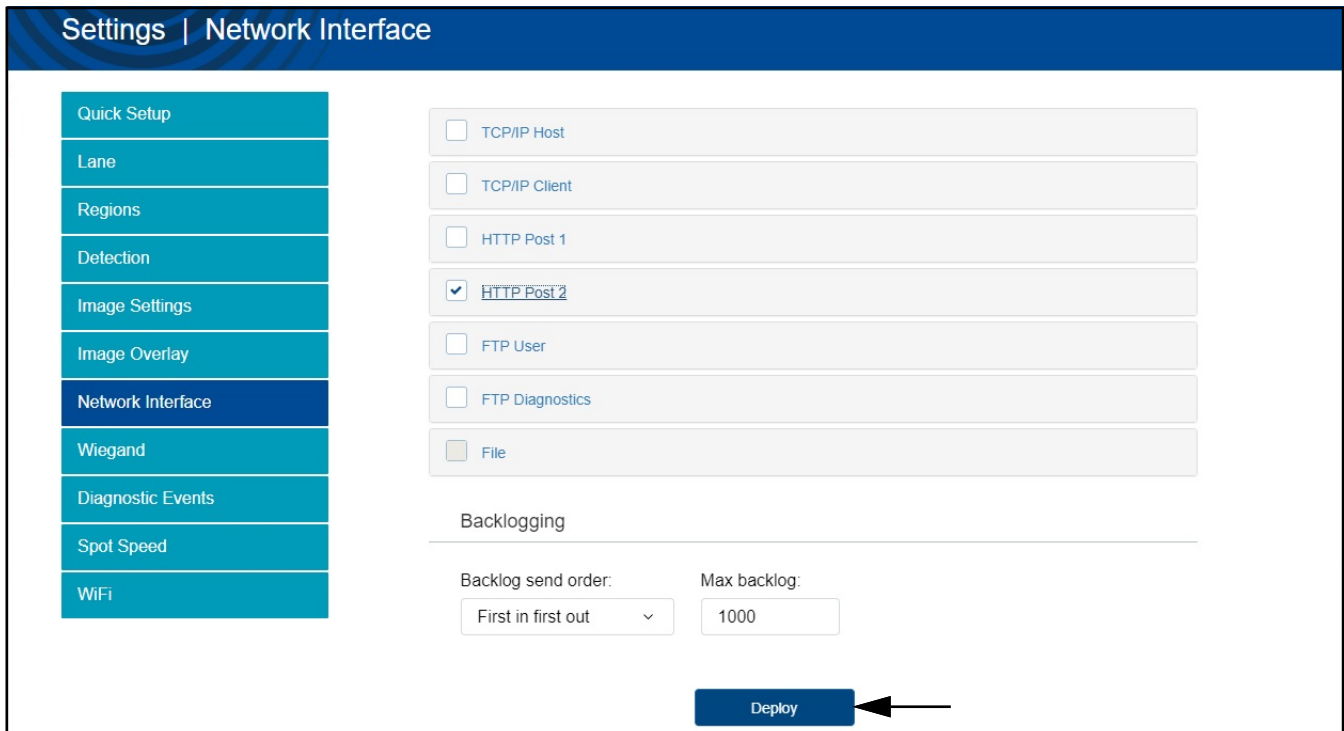 Settings | Network Interface
Quick Setup
Lane
Regions
Detection
Image Settings
Image Overlay
Network Interface
Wiegand
Diagnostic Events
Spot Speed
WiFi
TCP/IP Host
TCP/IP Client
HTTP Post 1
HTTP Post 2
FTP User
FTP Diagnostics
File
Backlogging
Backlog send order: Max backlog:
First in first out 1000
Deploy